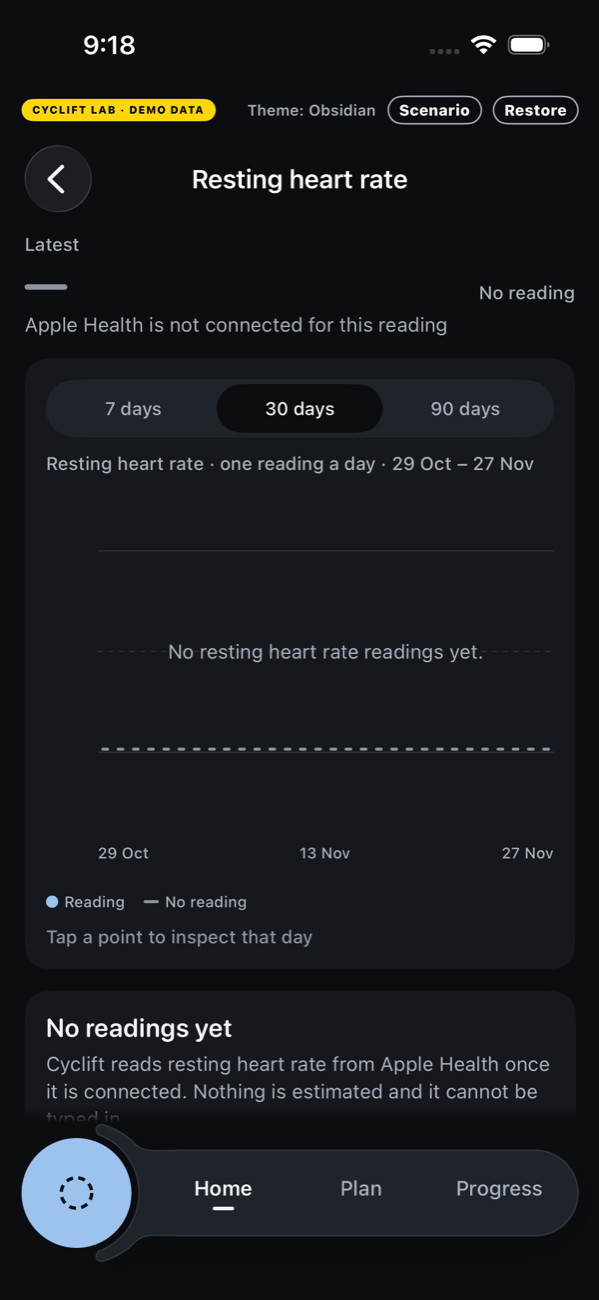 9:18
CYCLIFT LAB · DEMO DATA
Theme: Obsidian
Scenario
Restore
Resting heart rate
Latest
No reading
Apple Health is not connected for this reading
7 days
30 days
90 days
Resting heart rate · one reading a day · 29 Oct – 27 Nov
No resting heart rate readings yet.
29 Oct
13 Nov
27 Nov
Reading
No reading
Tap a point to inspect that day
No readings yet
Cyclift reads resting heart rate from Apple Health once
it is connected. Nothing is estimated and it cannot be
typed in
Home
Plan
Progress